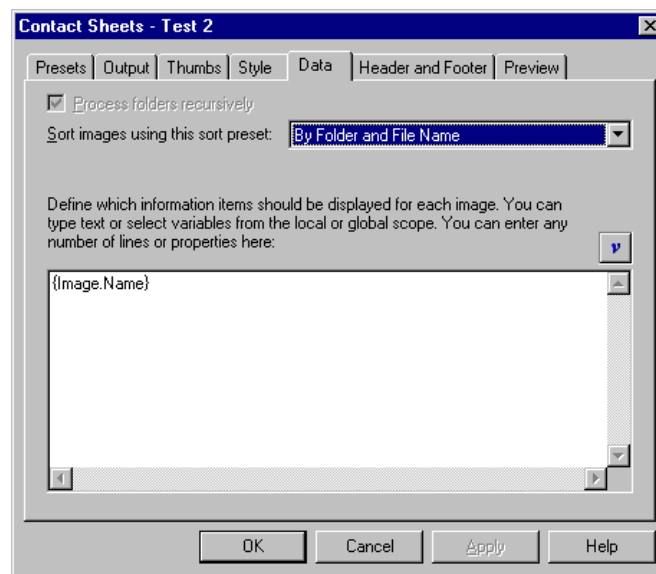 Contact Sheets - Test 2
Presets Output Thumbs Style Data Header and Footer Preview
Process folders recursively
Sort images using this sort preset: By Folder and File Name
Define which information items should be displayed for each image. You can
type text or select variables from the local or global scope. You can enter any
number of lines or properties here:
v
{Image.Name}
OK Cancel Apply Help